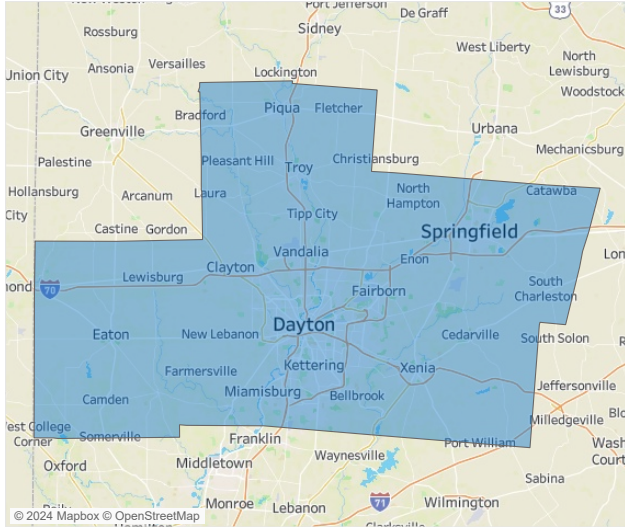 Port Jefferson
De Graff
33
Rossburg
Sidney
West Liberty
Versailles
North
Lewisburg
Union City
Ansonia
Lockington
Woodstock
Bradford
Piqua
Fletcher
Greenville
Urbana
Mechanicsburg
Palestine
Pleasant Hill
Troy
Christiansburg
Hollansburg
Arcanum
Laura
North
Hampton
Catawba
City
Tipp City
Castine
Gordon
Springfield
Vandalia
Enon
Clayton
Lewisburg
70
Fairborn
South
Charleston
Dayton
Eaton
New Lebanon
Cedarville
South Solon
Farmersville
Kettering
Xenia
Jeffersonville
Camden
Miamisburg
Bellbrook
Milledgeville
West College
Corner
Somerville
Franklin
Port William
Wash
Court
Oxford
Middletown
Waynesville
Sabina
71
Monroe
Lebanon
Wilmington
© 2024 Mapbox © OpenStreetMap